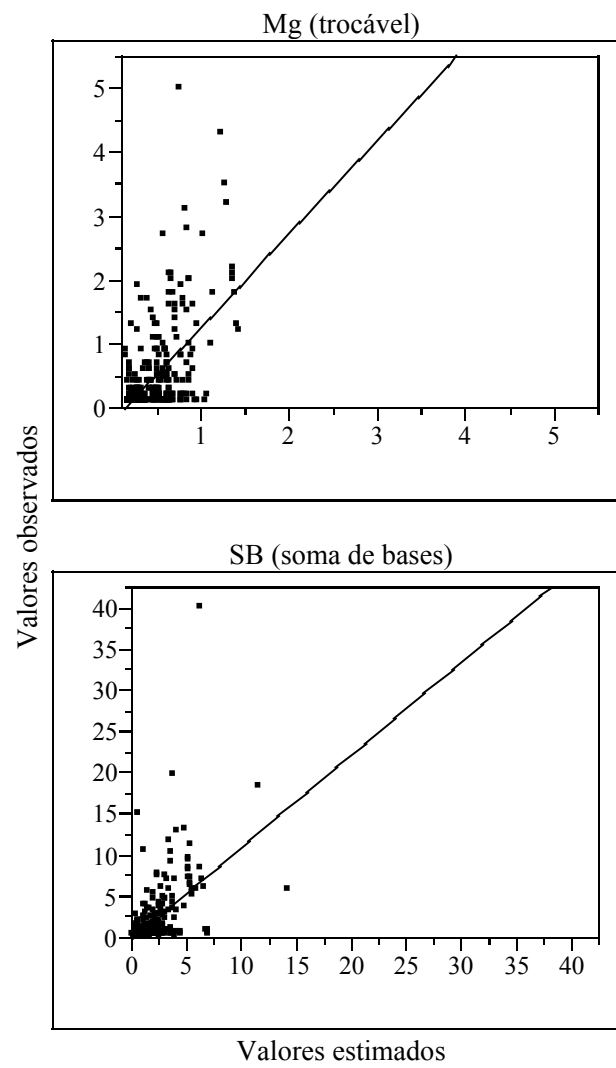 Mg (trocável)
5
4
3
2
1
0
1 2 3 4 5
Valores observados
SB (soma de bases)
40
35
30
25
20
15
10
5
0
0 5 10 15 20 25 30 35 40
Valores estimados